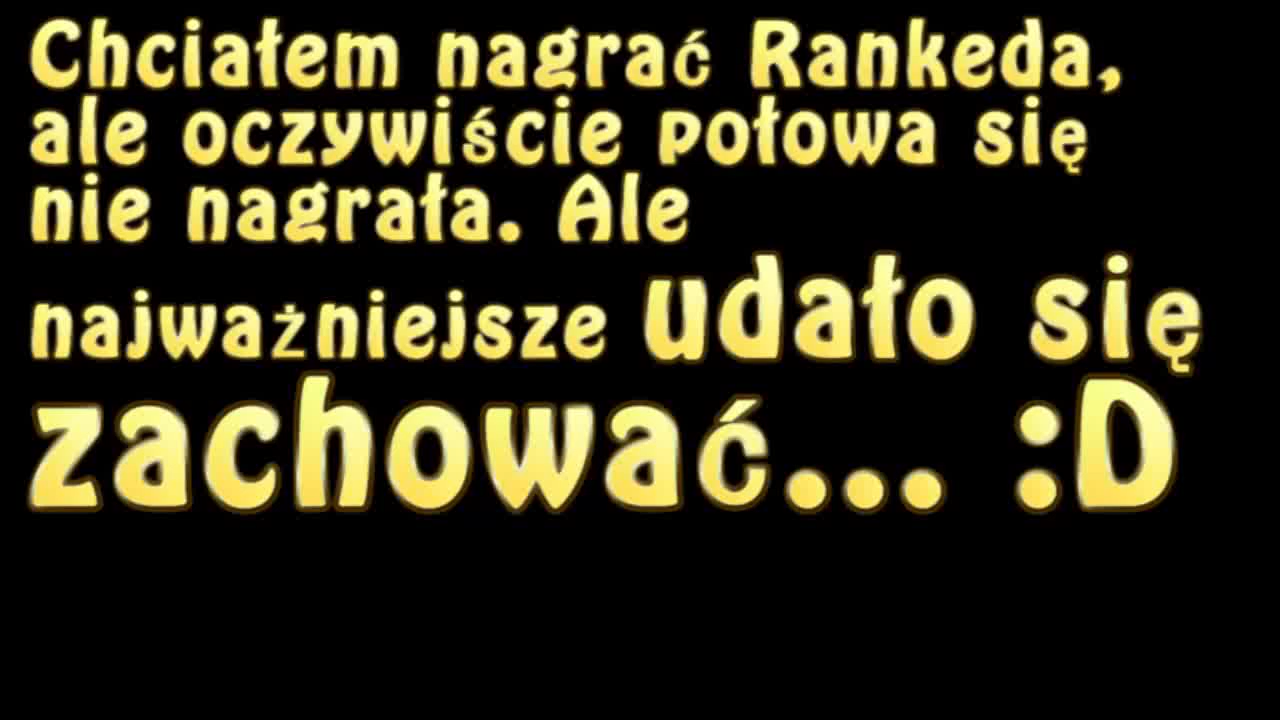 Chciałem nagrać Rankeda,
ale oczywiście połowa się
nie nagrała. Ale
najważniejsze udało się
zachować... :D